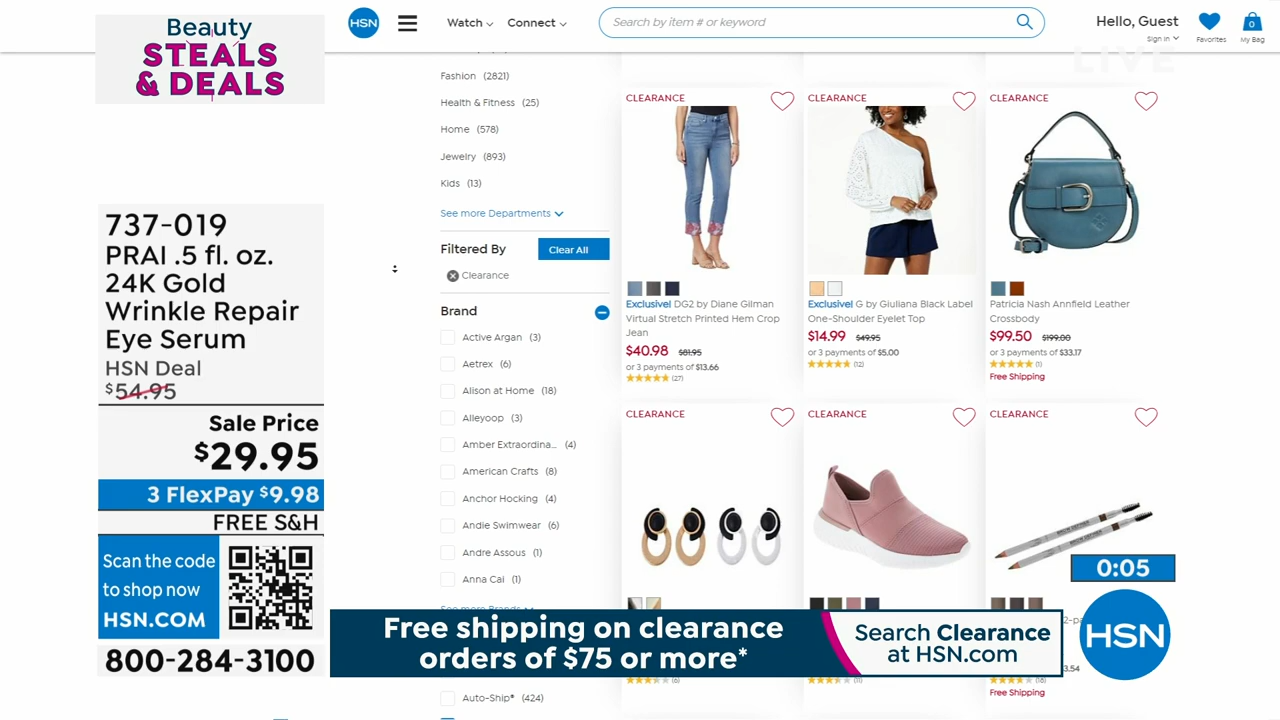 Beauty
STEALS
& DEALS
737-019
PRAI .5 fl. oz.
24K Gold
Wrinkle Repair
Eye Serum
HSN Deal
$54.95
Sale Price
$29.95
3 FlexPay $9.98
FREE S&H
Scan the code
to shop now
HSN.COM
800-284-3100
HSN
Watch
Connect
Search by item # or keyword
Hello, Guest
Sign In
Favorites
0
My Bag
LIVE
Fashion (2821)
Health & Fitness (25)
Home (578)
Jewelry (893)
Kids (13)
See more Departments
Filtered By
Clear All
Clearance
Brand
Active Argan (3)
Aetrex (6)
Alison at Home (18)
Alleyoop (3)
Amber Extraordina... (4)
American Crafts (8)
Anchor Hocking (4)
Andie Swimwear (6)
Andre Assous (1)
Anna Cai (1)
See more Brands
Auto-Ship® (424)
CLEARANCE
Exclusive! DG2 by Diane Gilman
Virtual Stretch Printed Hem Crop
Jean
$40.98 $81.95
or 3 payments of $13.66
(27)
CLEARANCE
Exclusive! G by Giuliana Black Label
One-Shoulder Eyelet Top
$14.99 $49.95
or 3 payments of $5.00
(12)
CLEARANCE
Patricia Nash Annfield Leather
Crossbody
$99.50 $199.00
or 3 payments of $33.17
(1)
Free Shipping
CLEARANCE
(6)
CLEARANCE
(11)
CLEARANCE
(18)
Free Shipping
0:05
Free shipping on clearance
orders of $75 or more*
Search Clearance
at HSN.com
HSN